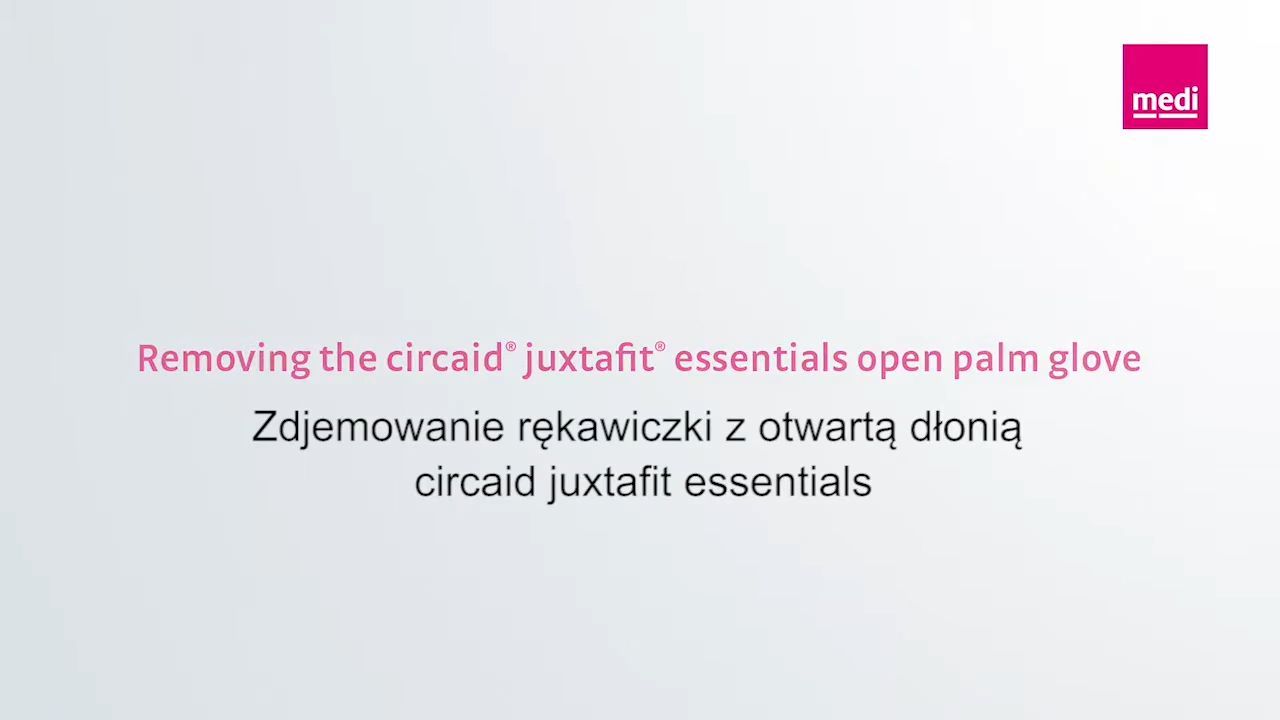 medi
Removing the circaid® juxtafit® essentials open palm glove
Zdjemowanie rękawiczki z otwartą dłonią
circaid juxtafit essentials